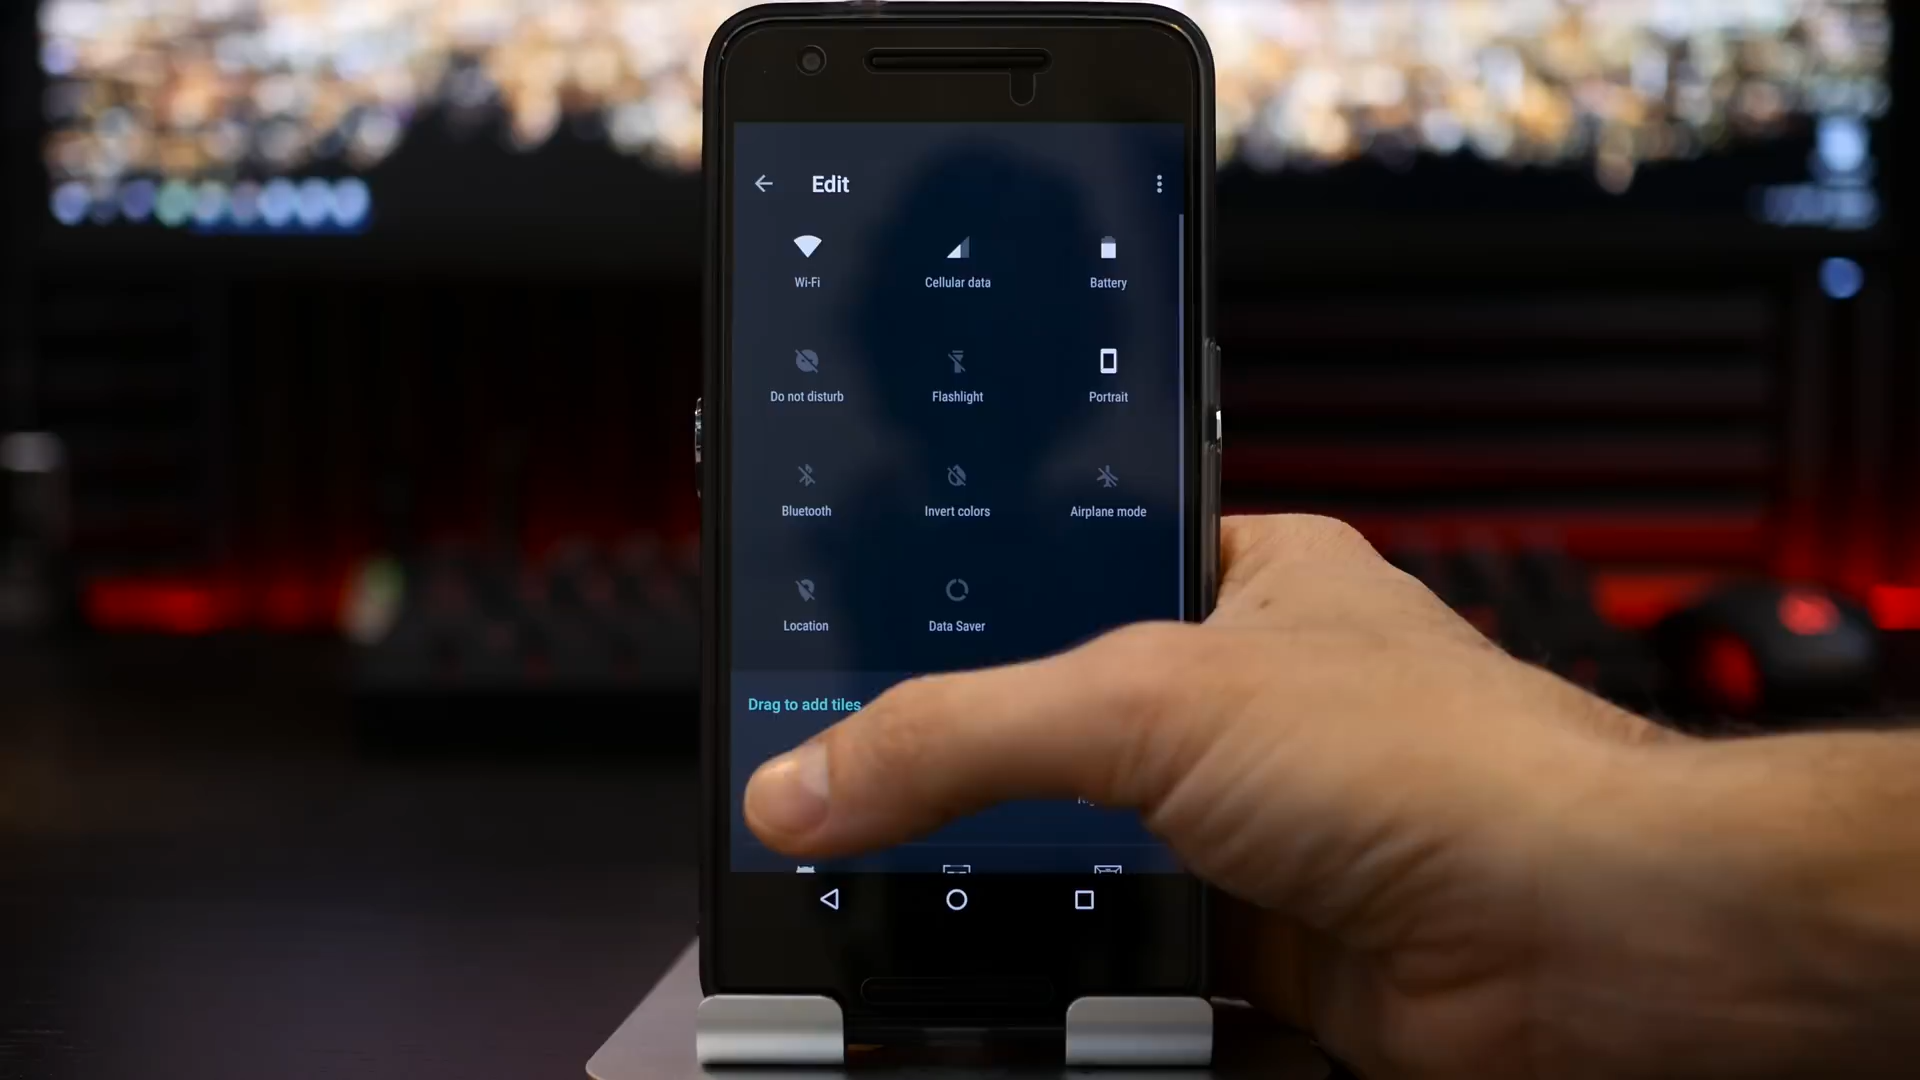 Edit
Wi-Fi
Cellular data
Battery
Do not disturb
Flashlight
Portrait
Bluetooth
Invert colors
Airplane mode
Location
Data Saver
Drag to add tiles